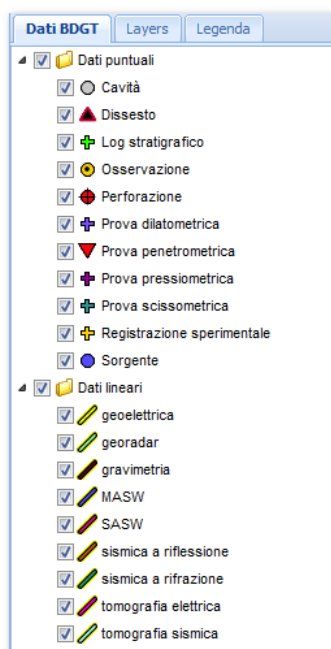 Dati BDGT Layers Legenda
Dati puntuali
Cavità
Dissesto
Log stratigrafico
Osservazione
Perforazione
Prova dilatometrica
Prova penetrometrica
Prova pressiometrica
Prova scissometrica
Registrazione sperimentale
Sorgente
Dati lineari
geoelettrica
georadar
gravimetria
MASW
SASW
sismica a riflessione
sismica a rifrazione
tomografia elettrica
tomografia sismica